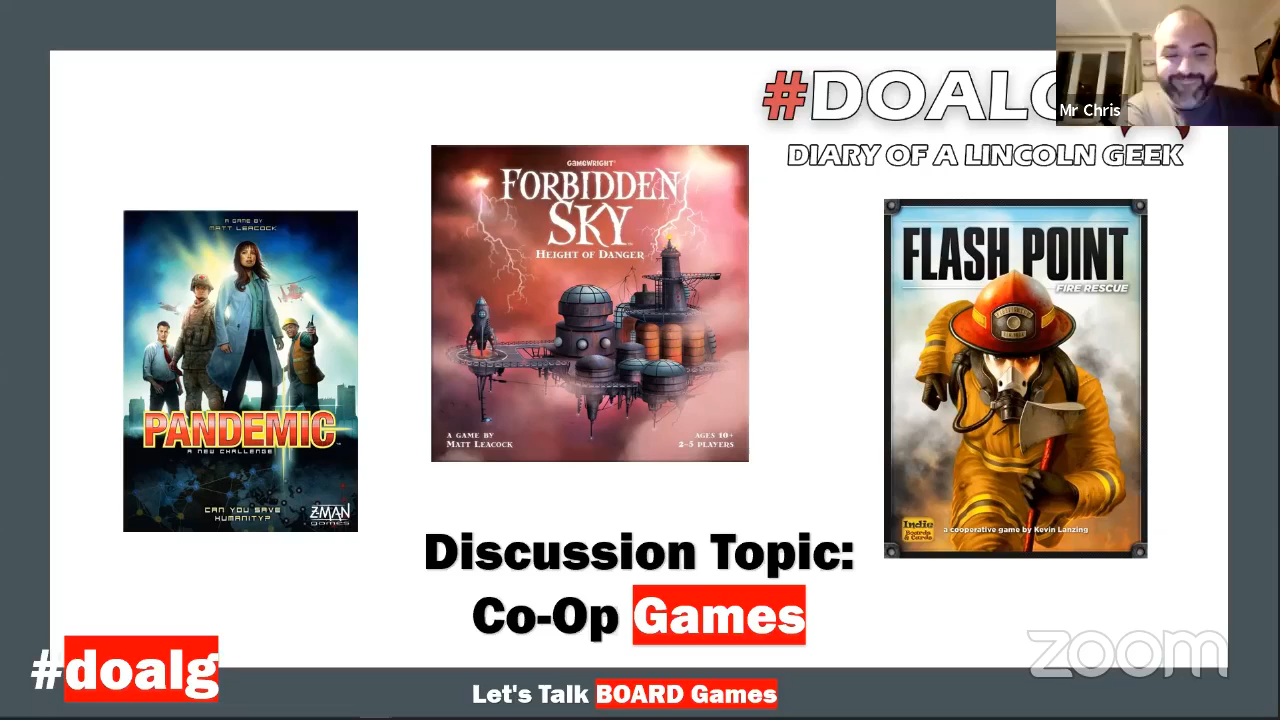 #DOALG
Mr Chris
DIARY OF A LINCOLN GEEK
GAMEWRIGHT
FORBIDDEN
SKY
HEIGHT OF DANGER
A GAME BY
MATT LEACOCK
AGES 10+
2-5 PLAYERS
A GAME BY
MATT LEACOCK
PANDEMIC
A NEW CHALLENGE
CAN YOU SAVE
HUMANITY?
Z-MAN
games
FLASH POINT
FIRE RESCUE
Indie
Boards
& Cards
a cooperative game by Kevin Lanzing
Discussion Topic:
Co-Op Games
#doalg
zoom
Let's Talk BOARD Games